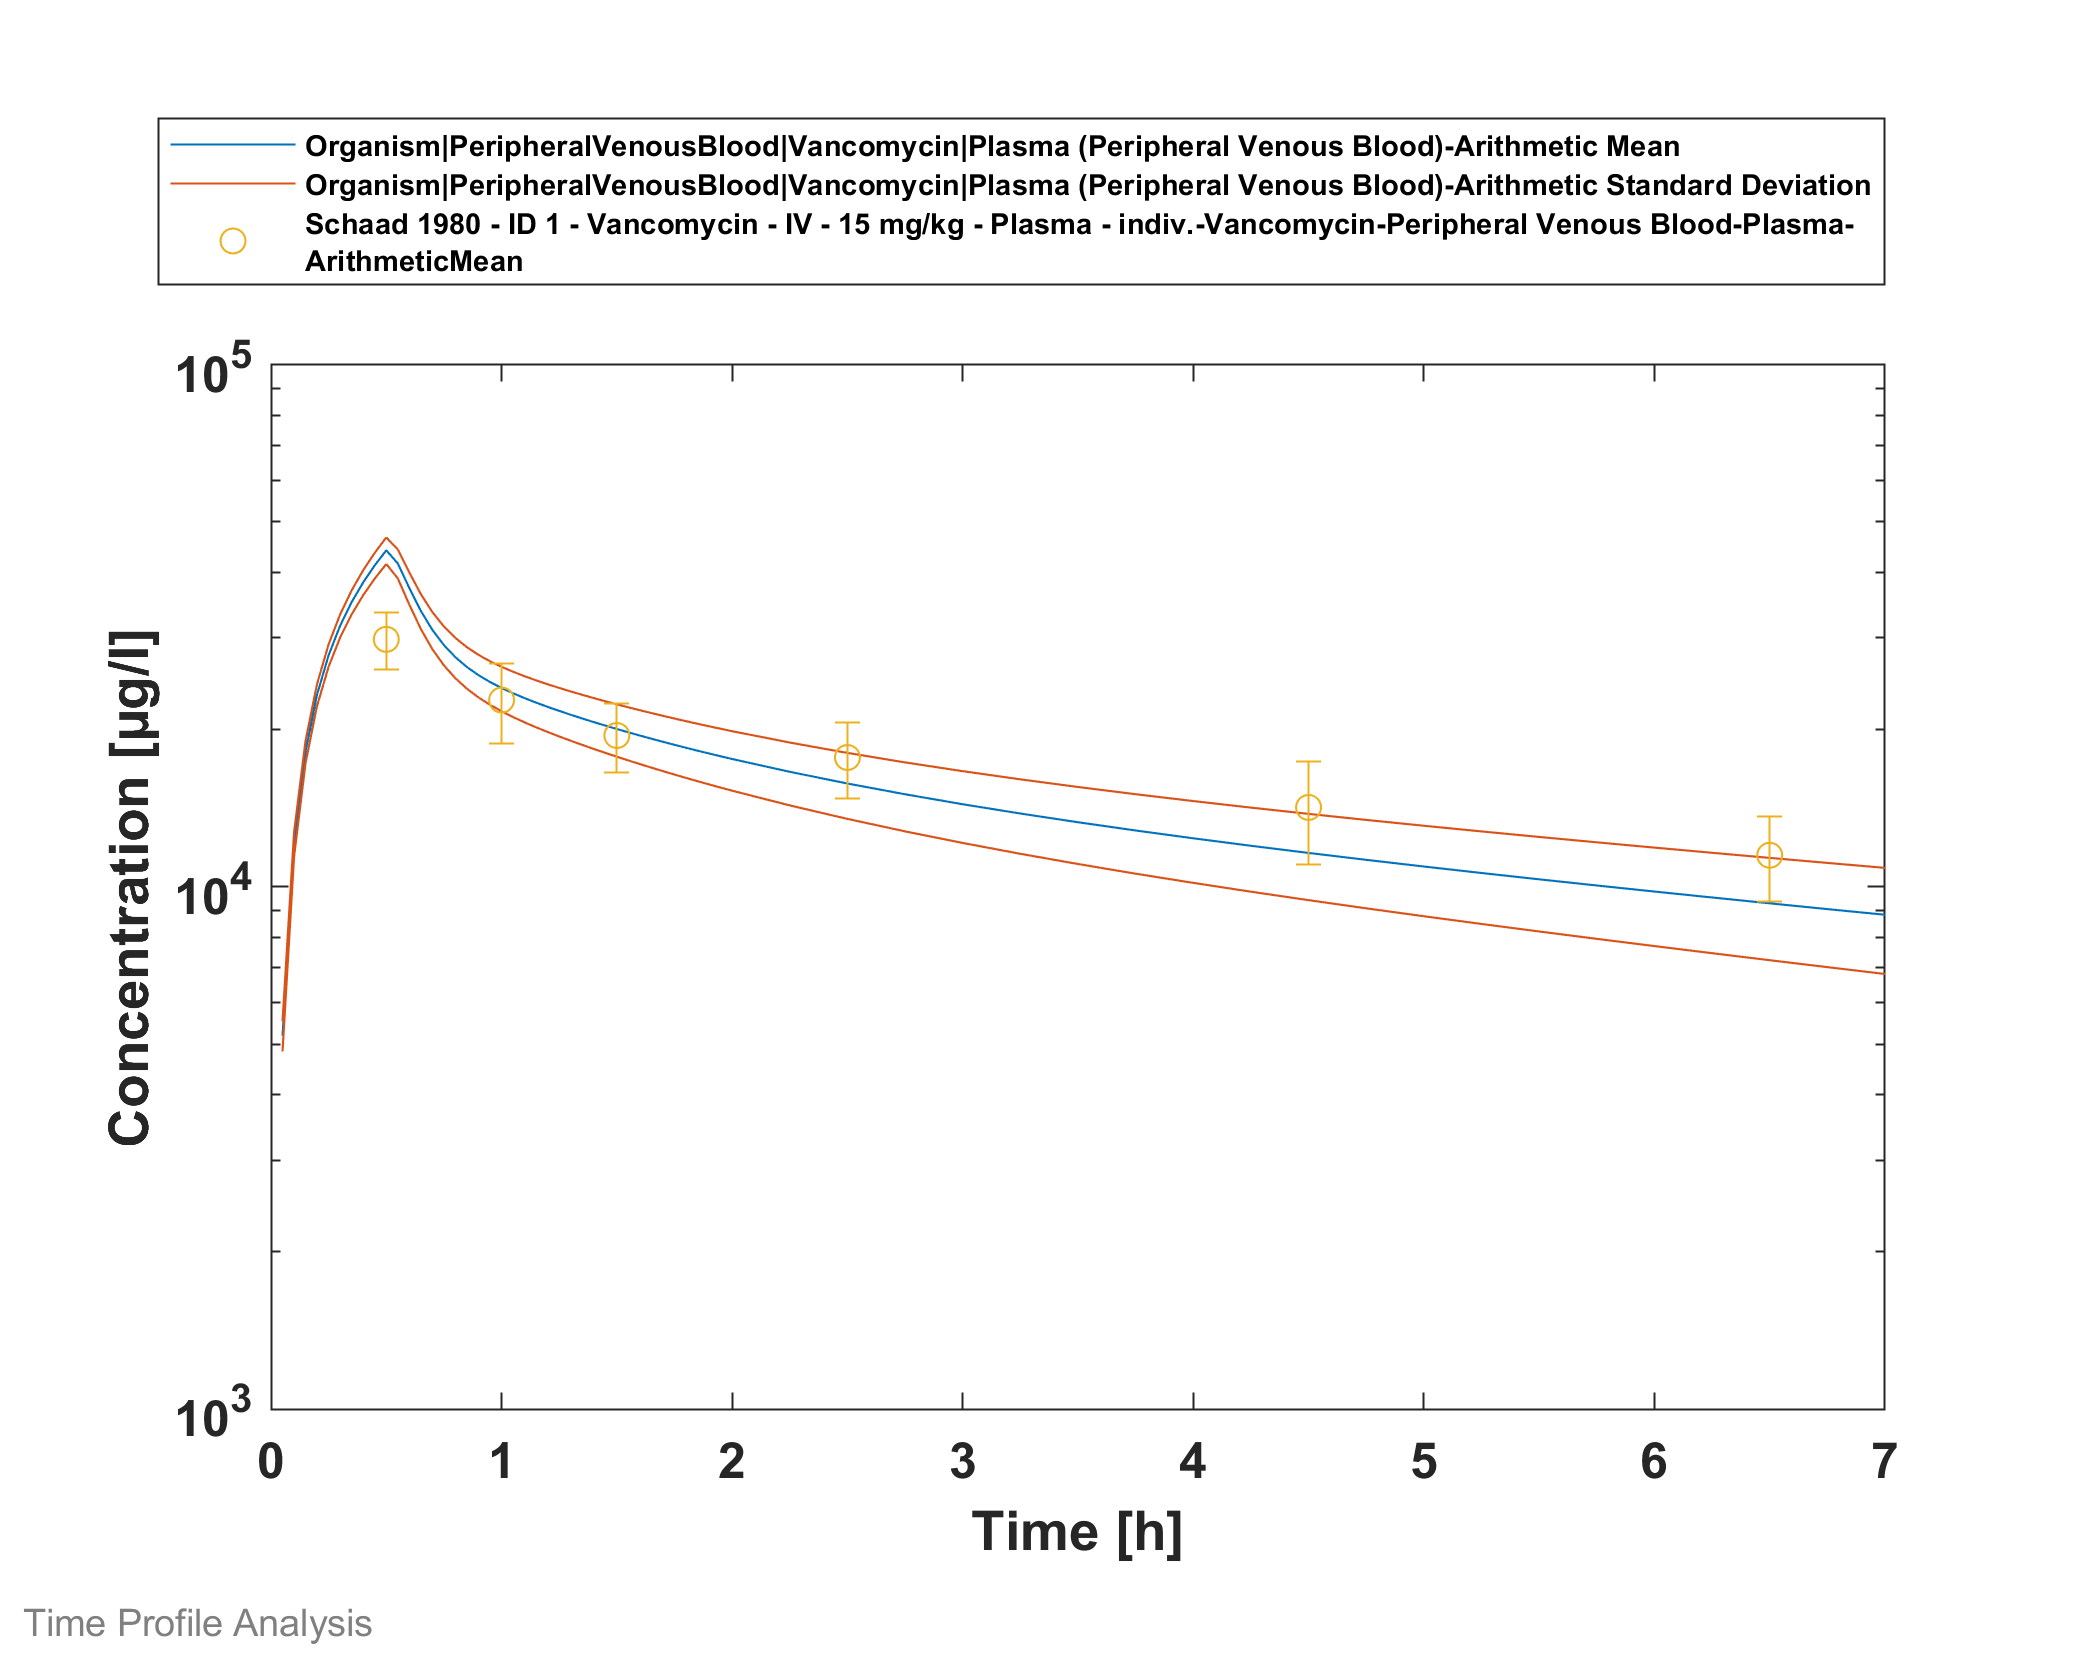 Organism|PeripheralVenousBlood|Vancomycin|Plasma (Peripheral Venous Blood)-Arithmetic Mean
Organism|PeripheralVenousBlood|Vancomycin|Plasma (Peripheral Venous Blood)-Arithmetic Standard Deviation
Schaad 1980 - ID 1 - Vancomycin - IV - 15 mg/kg - Plasma - indiv.-Vancomycin-Peripheral Venous Blood-Plasma-
ArithmeticMean
10^5
10^4
10^3
Concentration [µg/l]
0 1 2 3 4 5 6 7
Time [h]
Time Profile Analysis